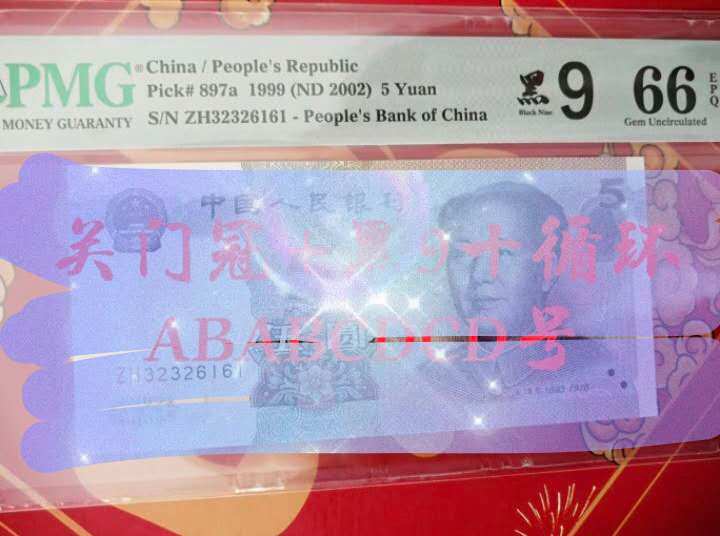 PMG® China / People's Republic
MONEY GUARANTY
Pick# 897a 1999 (ND 2002) 5 Yuan
S/N ZH32326161 - People's Bank of China
Black Nine
9
66
Gem Uncirculated
EPQ
中国人民银行
5
关门冠+黑9十循环
ABABCDCD号
ZH32326161